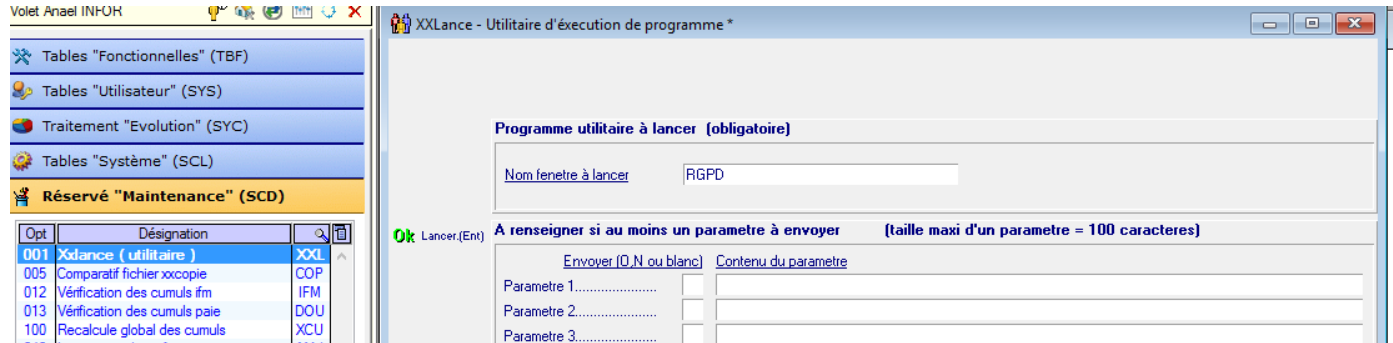 Volet Anael INFOR
Tables "Fonctionnelles" (TBF)
Tables "Utilisateur" (SYS)
Traitement "Evolution" (SYC)
Tables "Système" (SCL)
Réservé "Maintenance" (SCD)
Opt Désignation
001 Xxlance ( utilitaire ) XXL
005 Comparatif fichier xxcopie COP
012 Vérification des cumuls ifm IFM
013 Vérification des cumuls paie DOU
100 Recalcule global des cumuls XCU
XXLance - Utilitaire d'éxecution de programme *
Programme utilitaire à lancer (obligatoire)
Nom fenetre à lancer RGPD
Ok Lancer.(Ent)
A renseigner si au moins un parametre à envoyer (taille maxi d'un parametre = 100 caracteres)
Envoyer (O,N ou blanc) Contenu du parametre
Parametre 1......................
Parametre 2......................
Parametre 3......................